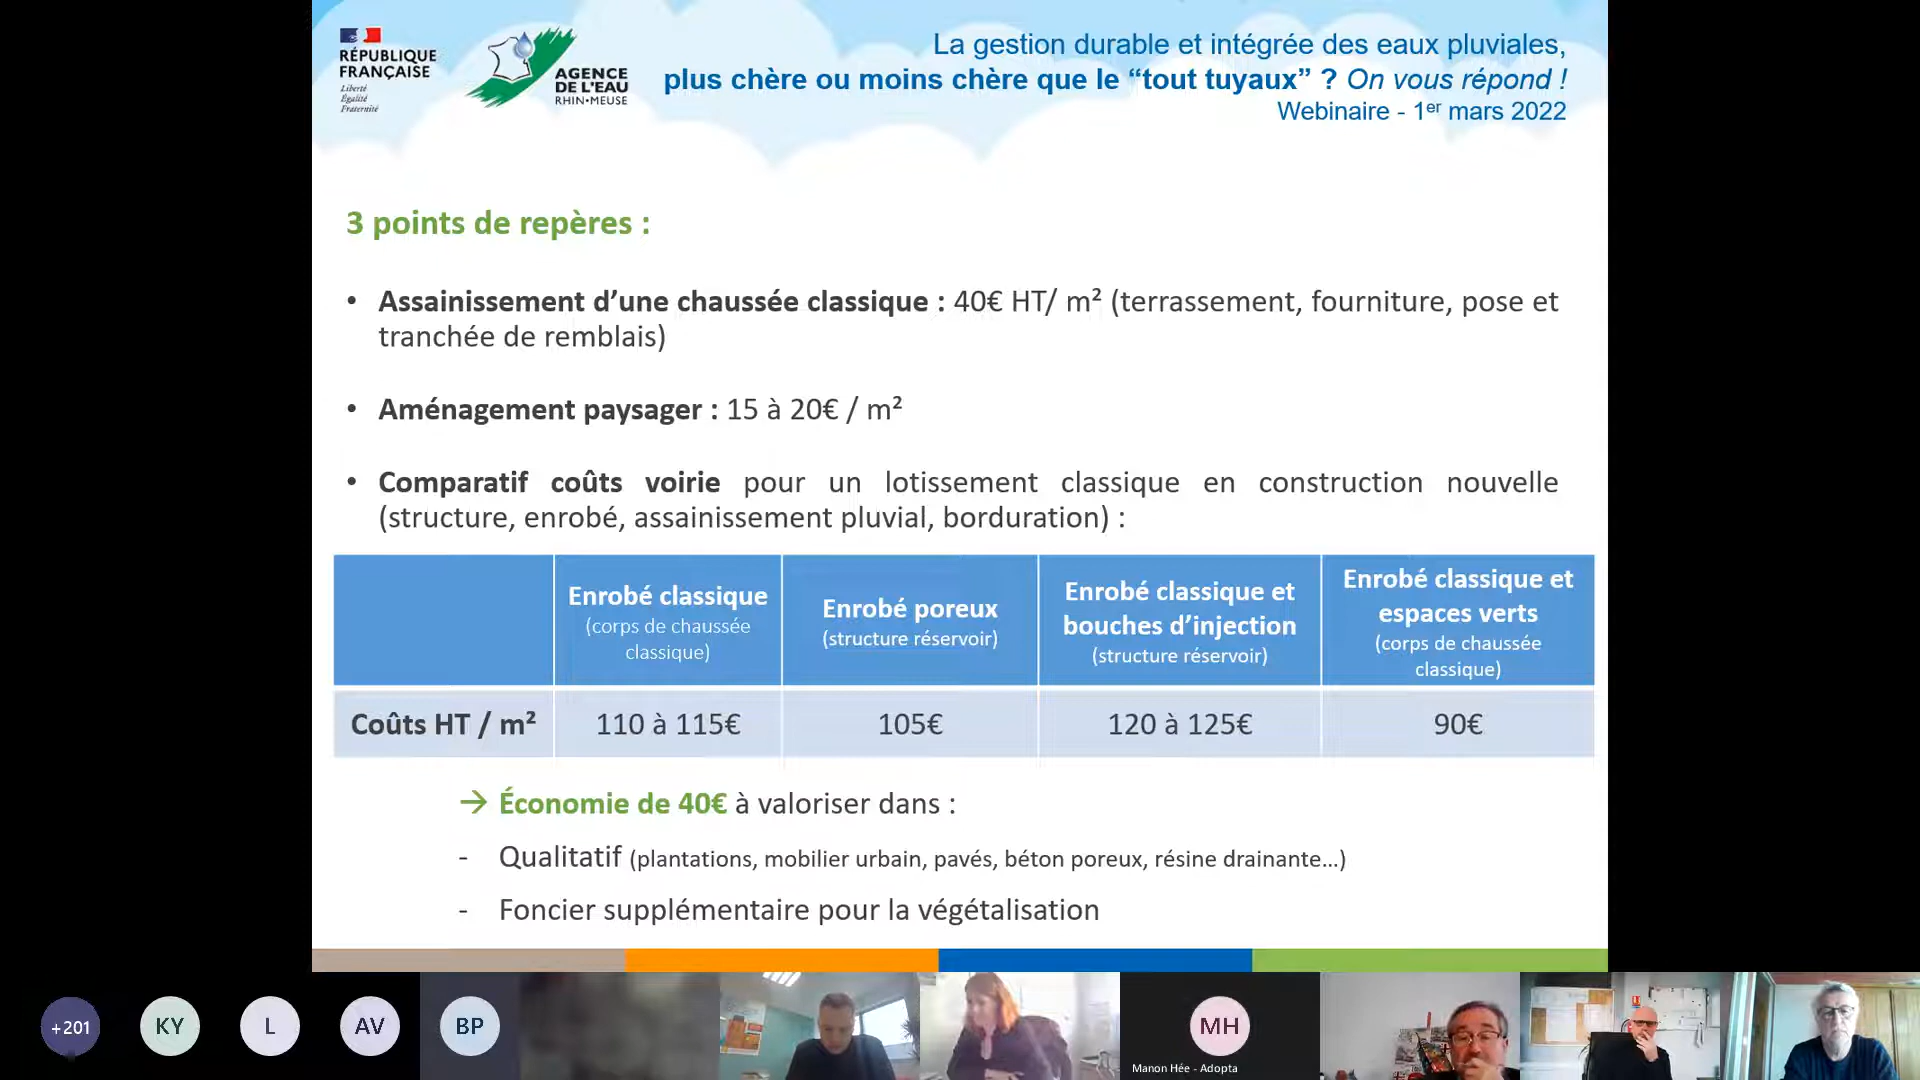 RÉPUBLIQUE
FRANÇAISE
Liberté
Égalité
Fraternité
AGENCE
DE L'EAU
RHIN•MEUSE
La gestion durable et intégrée des eaux pluviales,
plus chère ou moins chère que le “tout tuyaux” ? On vous répond !
Webinaire - 1er mars 2022
3 points de repères :
• Assainissement d’une chaussée classique : 40€ HT/ m² (terrassement, fourniture, pose et
tranchée de remblais)
• Aménagement paysager : 15 à 20€ / m²
• Comparatif coûts voirie pour un lotissement classique en construction nouvelle
(structure, enrobé, assainissement pluvial, borduration) :
Enrobé classique
(corps de chaussée
classique)
Enrobé poreux
(structure réservoir)
Enrobé classique et
bouches d’injection
(structure réservoir)
Enrobé classique et
espaces verts
(corps de chaussée
classique)
Coûts HT / m² 110 à 115€ 105€ 120 à 125€ 90€
→ Économie de 40€ à valoriser dans :
- Qualitatif (plantations, mobilier urbain, pavés, béton poreux, résine drainante…)
- Foncier supplémentaire pour la végétalisation
+201 KY L AV BP MH
Manon Hée - Adopta